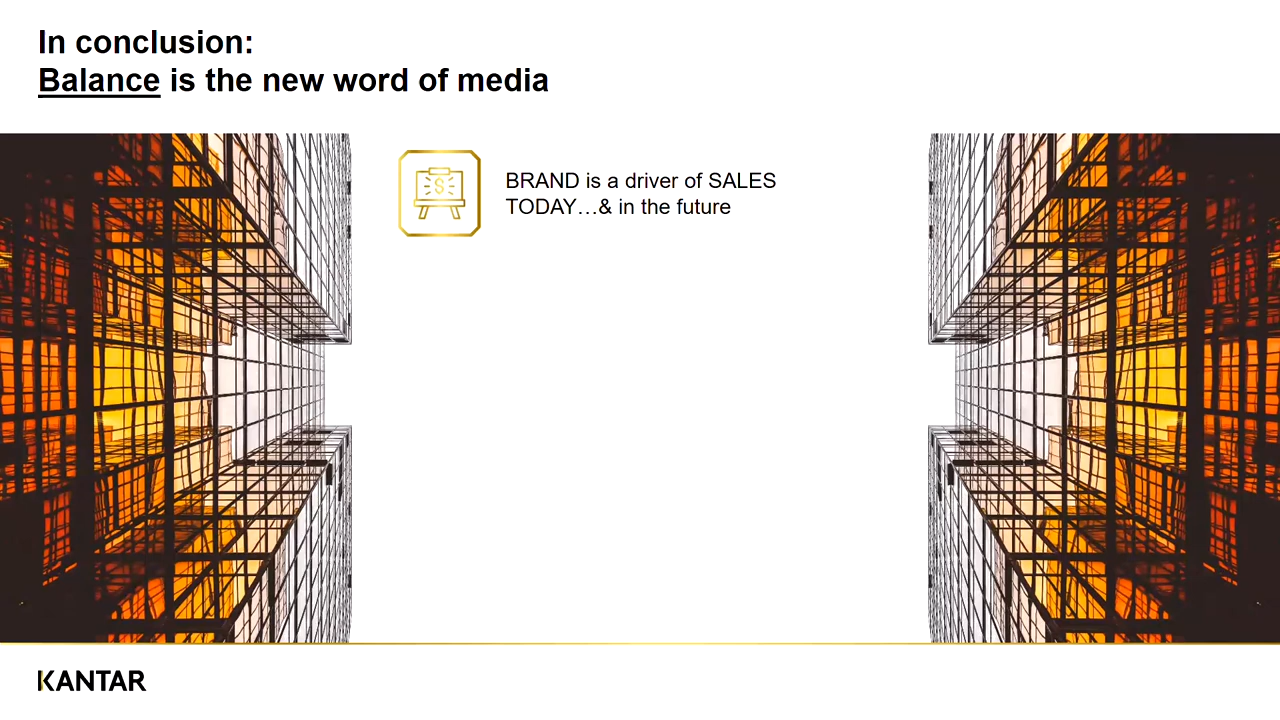 In conclusion:
Balance is the new word of media
BRAND is a driver of SALES
TODAY…& in the future
$
KANTAR